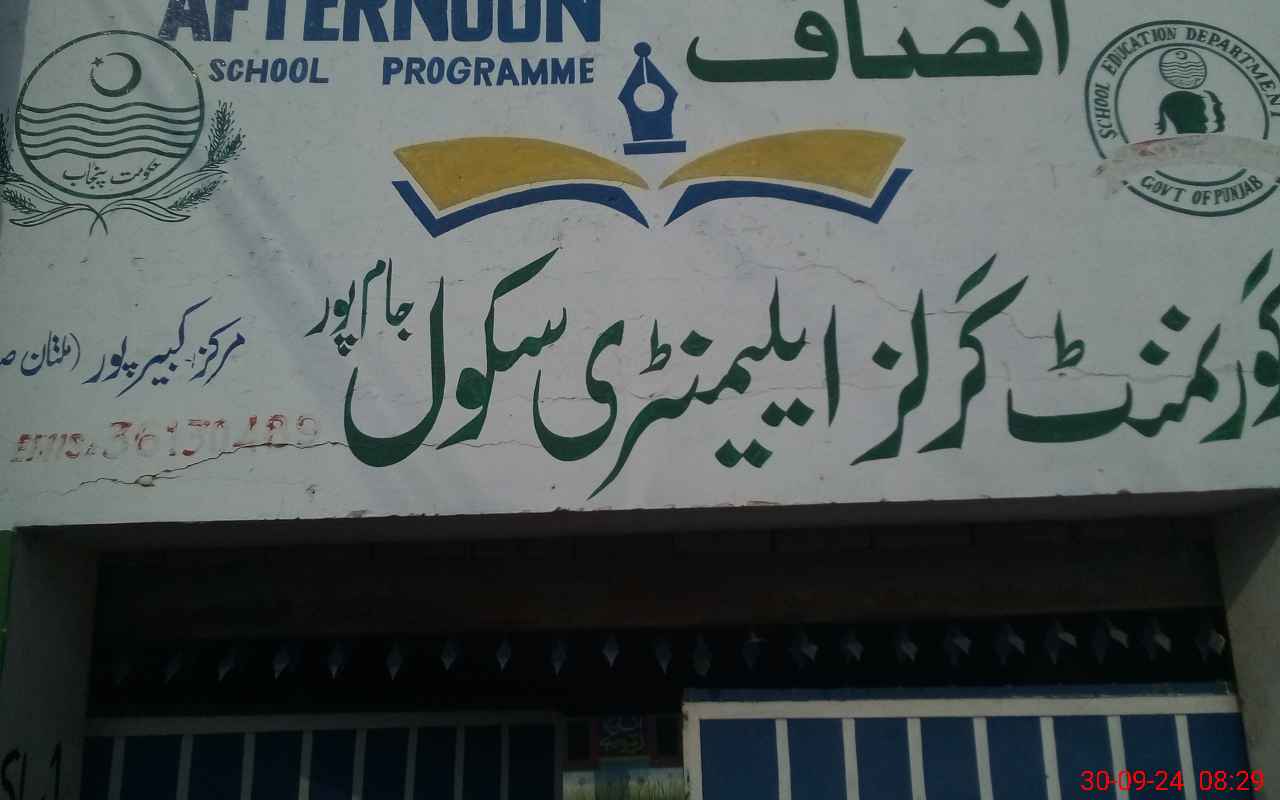 AFTERNOON
SCHOOL PROGRAMME
انصاف
حکومت پنجاب
SCHOOL EDUCATION DEPARTMENT
GOVT OF PUNJAB
گورنمنٹ گرلز ایلیمنٹری سکول جام پور
مرکز کبیر پور (ملتان
30-09-24 08:29